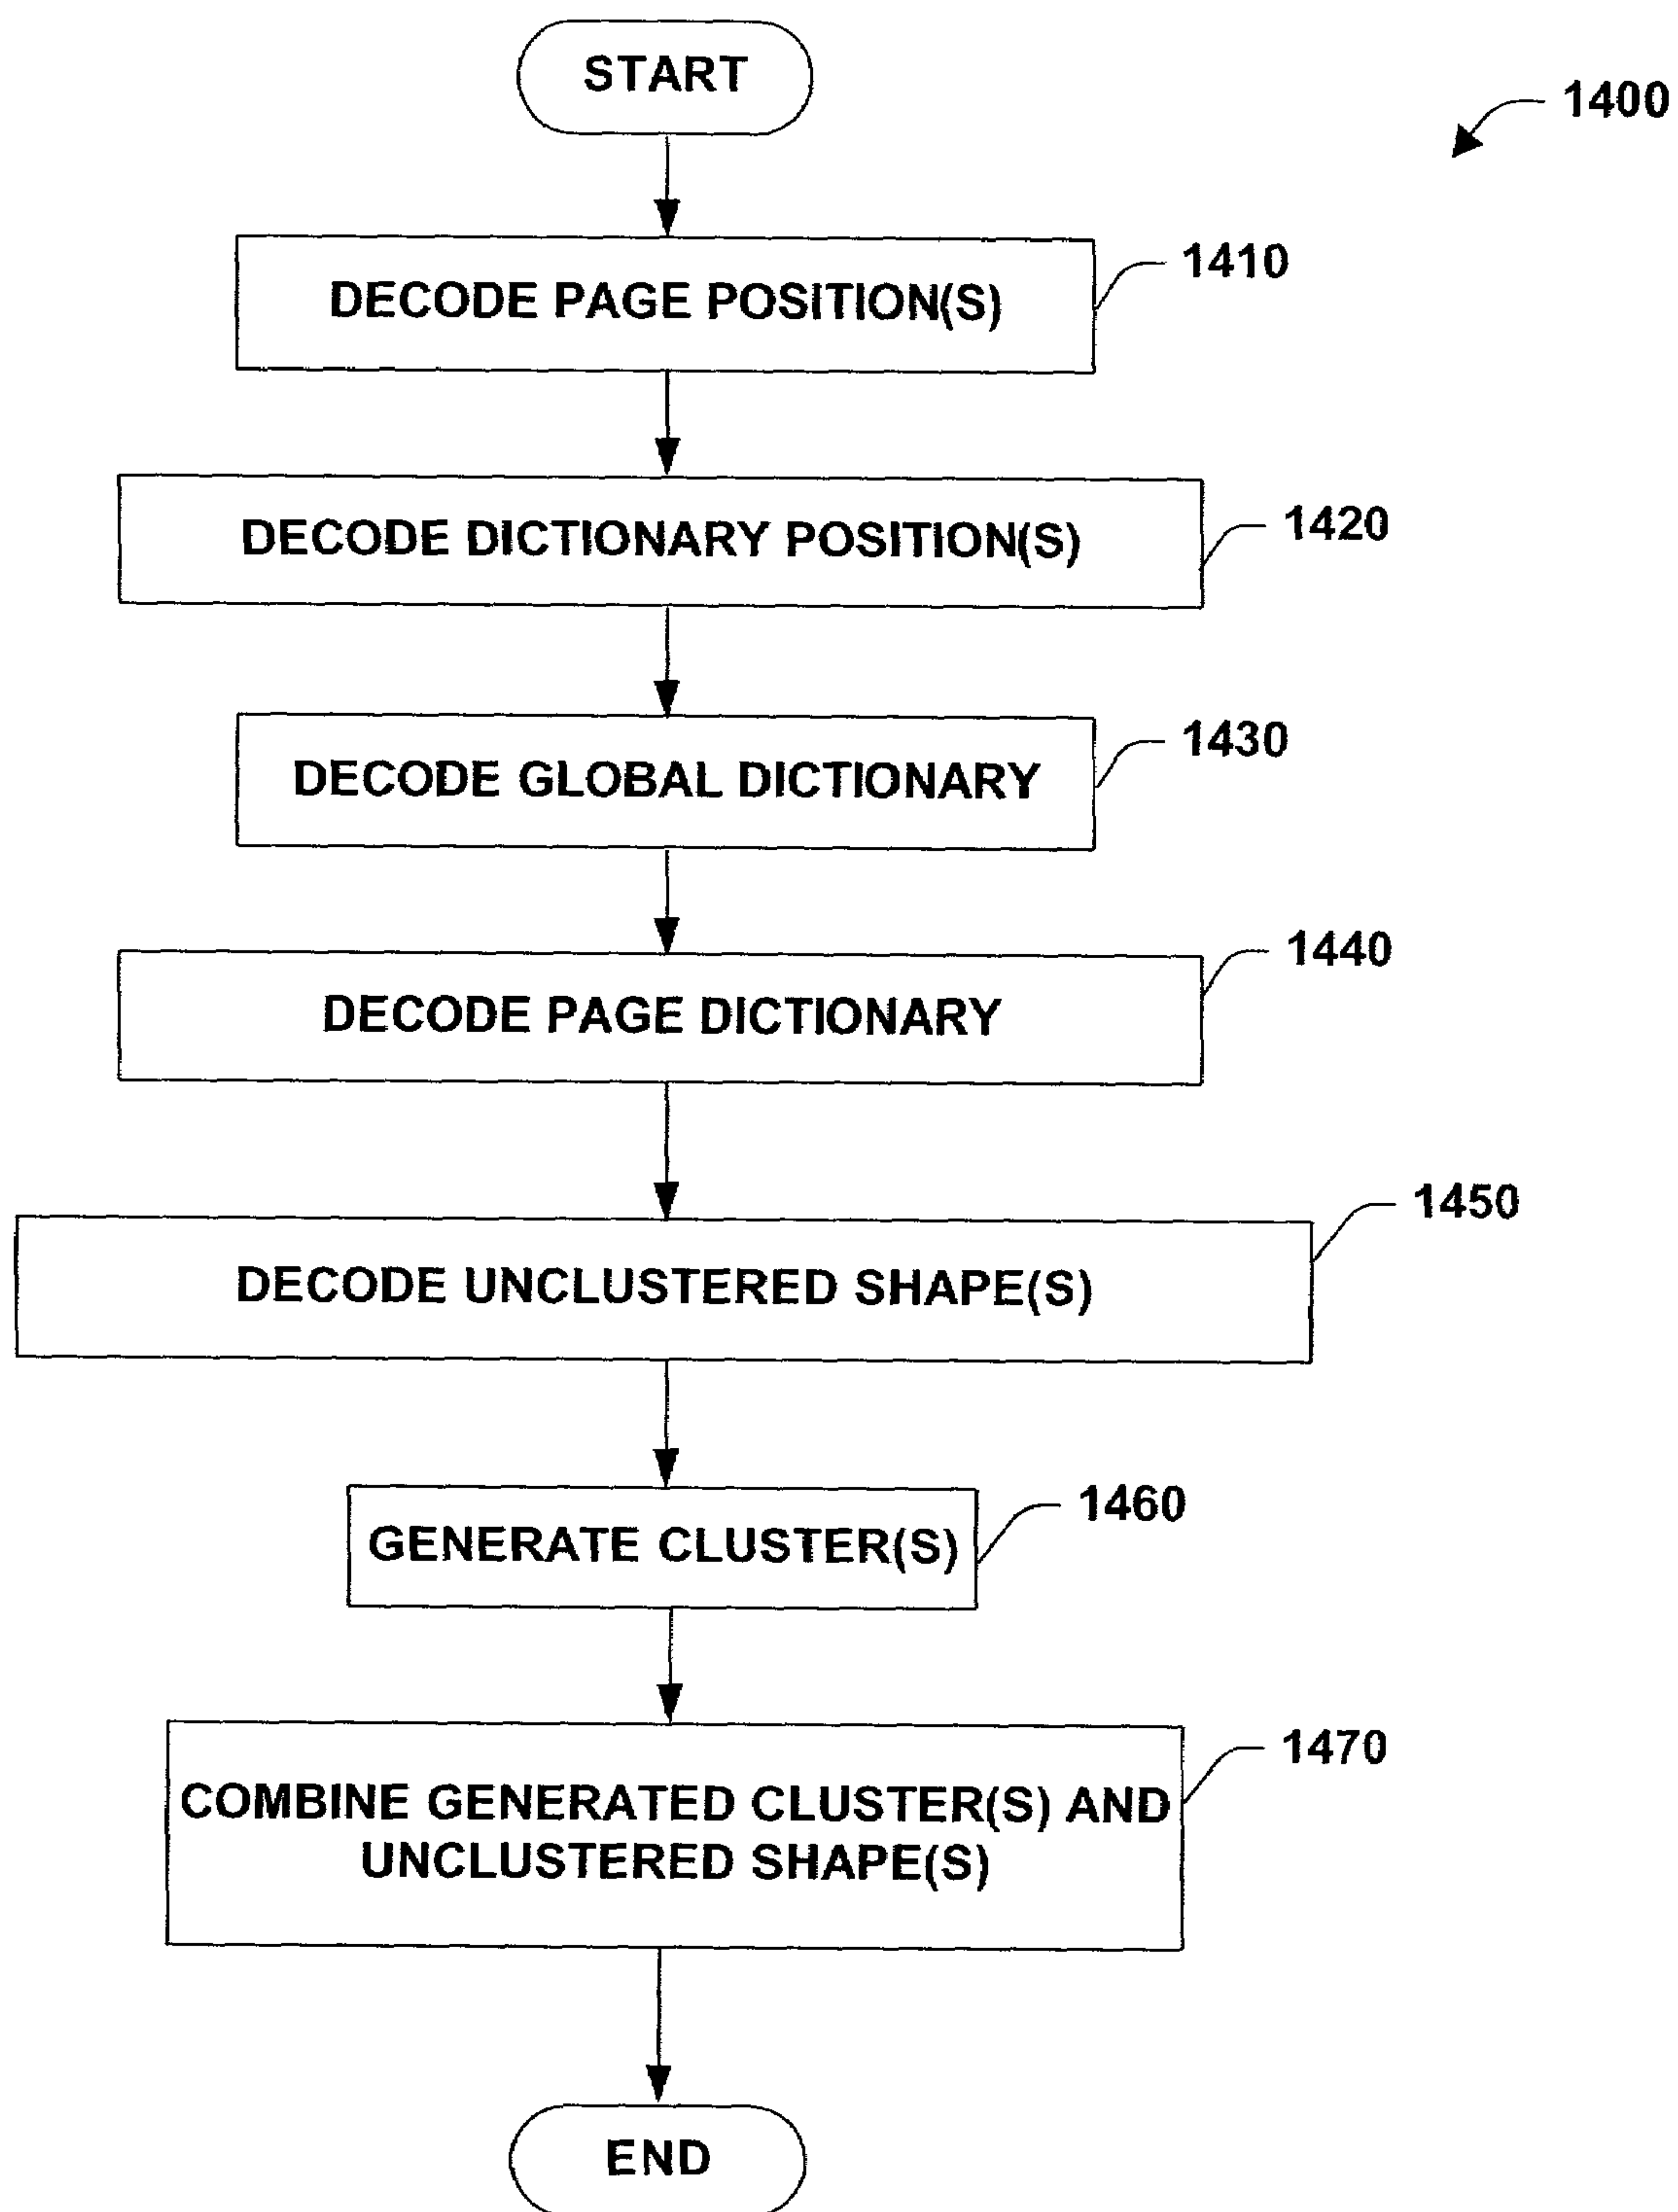 START
1400
DECODE PAGE POSITION(S)
1410
DECODE DICTIONARY POSITION(S)
1420
DECODE GLOBAL DICTIONARY
1430
DECODE PAGE DICTIONARY
1440
DECODE UNCLUSTERED SHAPE(S)
1450
GENERATE CLUSTER(S)
1460
COMBINE GENERATED CLUSTER(S) AND
UNCLUSTERED SHAPE(S)
1470
END